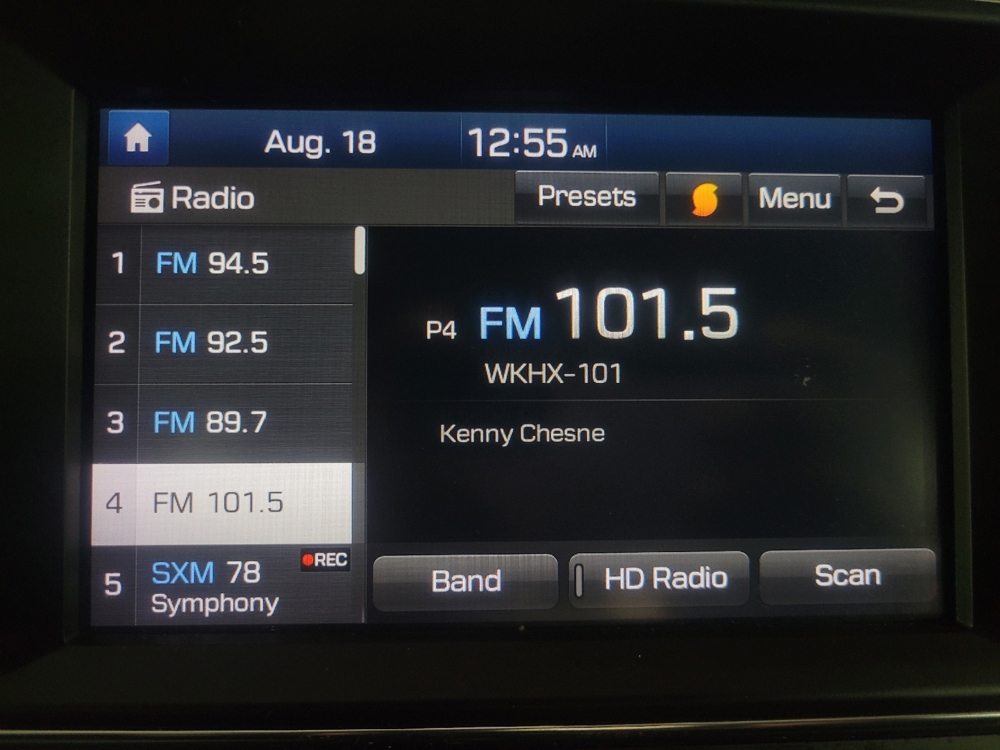 Aug. 18 12:55 AM
Radio Presets Menu
1 FM 94.5
2 FM 92.5
3 FM 89.7
4 FM 101.5
5 SXM 78 REC
Symphony
P4 FM 101.5
WKHX-101
Kenny Chesne
Band HD Radio Scan